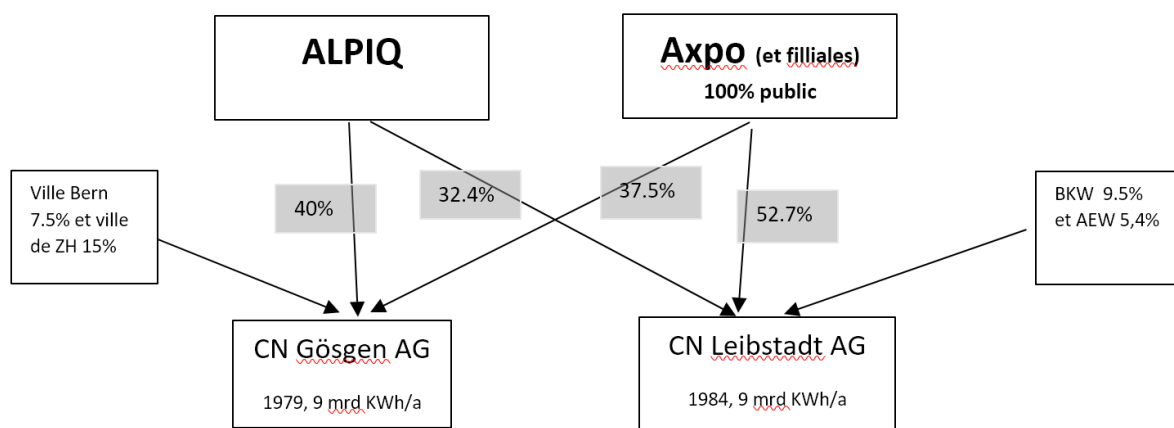 ALPIQ
Axpo (et filliales)
100% public
Ville Bern
7.5% et ville
de ZH 15%
40%
32.4%
37.5%
52.7%
BKW 9.5%
et AEW 5,4%
CN Gösgen AG
1979, 9 mrd KWh/a
CN Leibstadt AG
1984, 9 mrd KWh/a